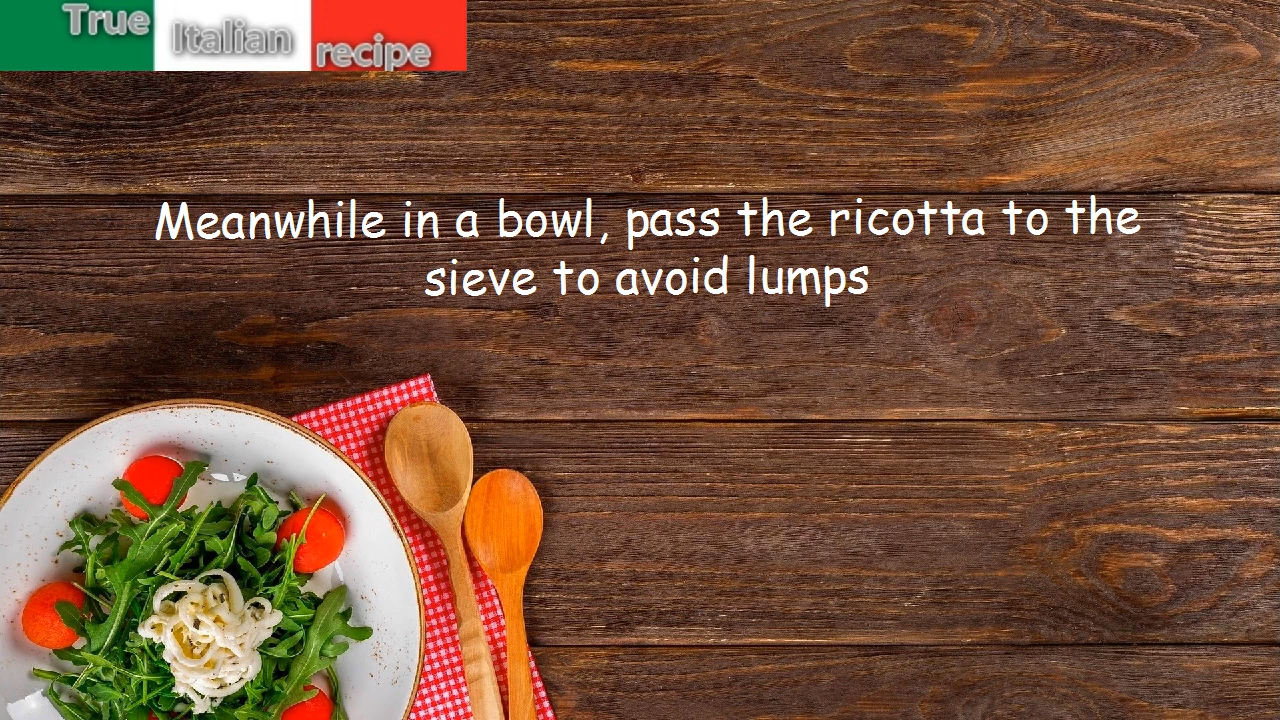 True Italian recipe
Meanwhile in a bowl, pass the ricotta to the
sieve to avoid lumps